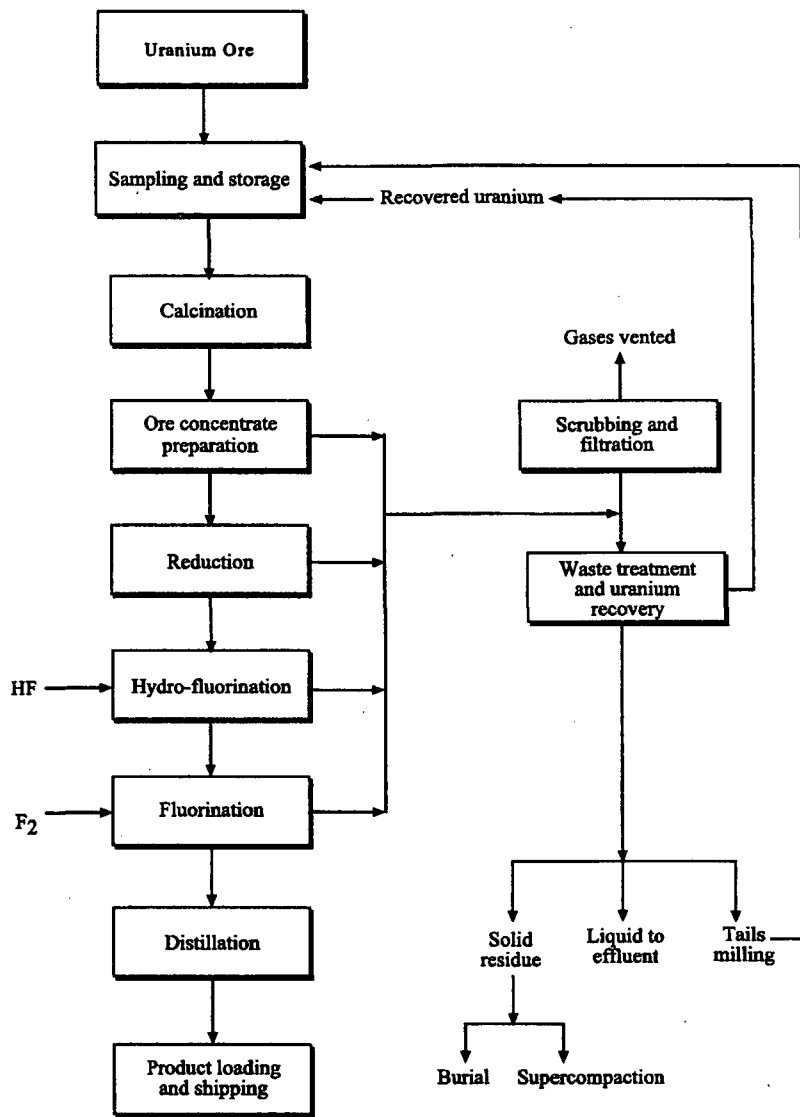 Uranium Ore
Sampling and storage
Recovered uranium
Calcination
Gases vented
Ore concentrate
preparation
Scrubbing and
filtration
Reduction
Waste treatment
and uranium
recovery
HF
Hydro-fluorination
F2
Fluorination
Distillation
Solid
residue
Liquid to
effluent
Tails
milling
Product loading
and shipping
Burial
Supercompaction